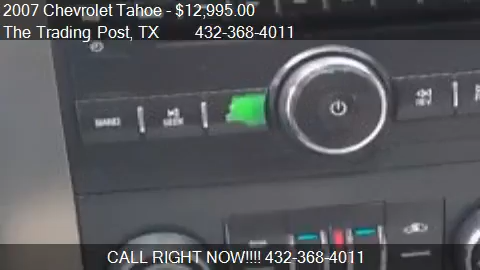 2007 Chevrolet Tahoe - $12,995.00
The Trading Post, TX 432-368-4011
CALL RIGHT NOW!!!! 432-368-4011